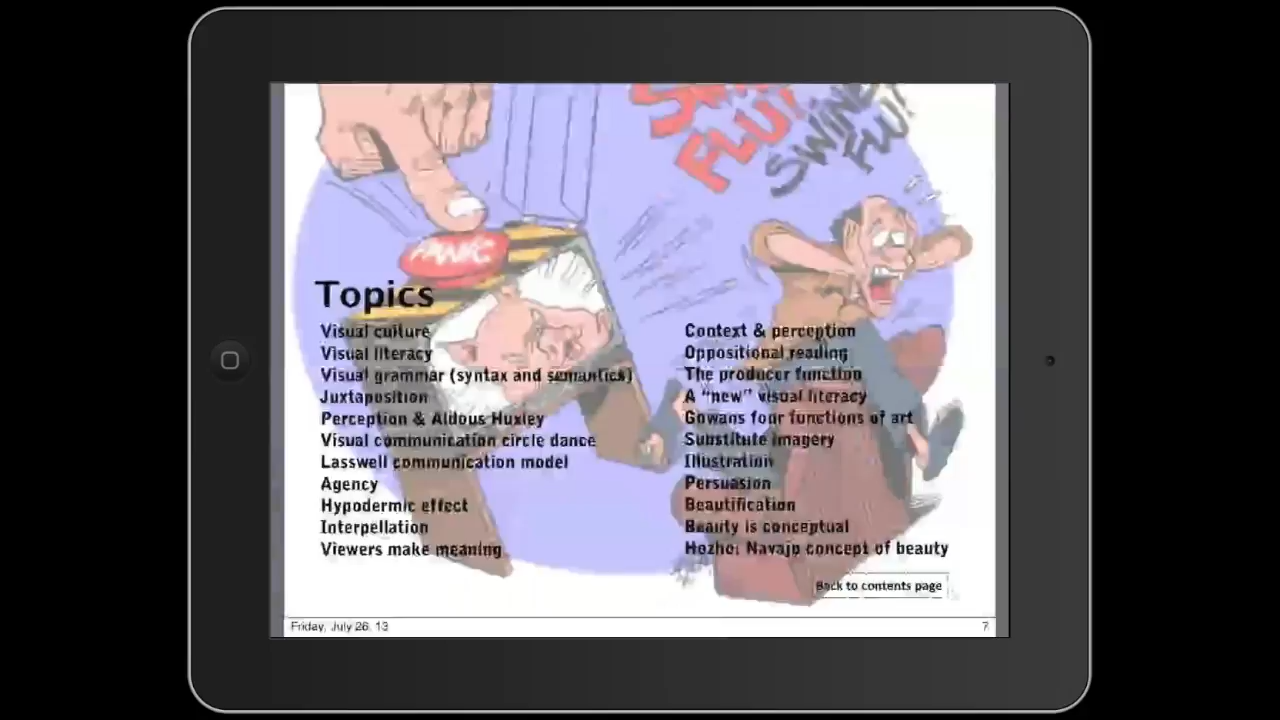 SWINE
FLU!
SWINE
FLU!
PANIC
Topics
Visual culture
Visual literacy
Visual grammar (syntax and semantics)
Juxtaposition
Perception & Aldous Huxley
Visual communication circle dance
Lasswell communication model
Agency
Hypodermic effect
Interpellation
Viewers make meaning
Context & perception
Oppositional reading
The producer function
A “new” visual literacy
Gowans four functions of art
Substitute imagery
Illustration
Persuasion
Beautification
Beauty is conceptual
Hozho: Navajo concept of beauty
Back to contents page
Friday, July 26, 13
7